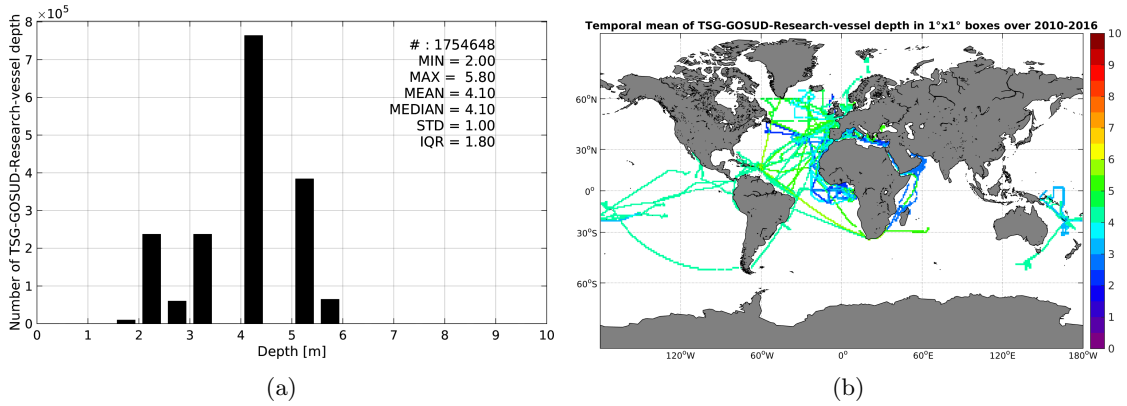 8 ×10⁵
7
6
5
4
3
2
1
0
Number of TSG-GOSUD-Research-vessel depth
# : 1754648
MIN = 2.00
MAX = 5.80
MEAN = 4.10
MEDIAN = 4.10
STD = 1.00
IQR = 1.80
0 1 2 3 4 5 6 7 8 9 10
Depth [m]
(a)
Temporal mean of TSG-GOSUD-Research-vessel depth in 1°x1° boxes over 2010-2016
60°N
30°N
0°
30°S
60°S
120°W 60°W 0° 60°E 120°E 180°W
10
9
8
7
6
5
4
3
2
1
0
(b)